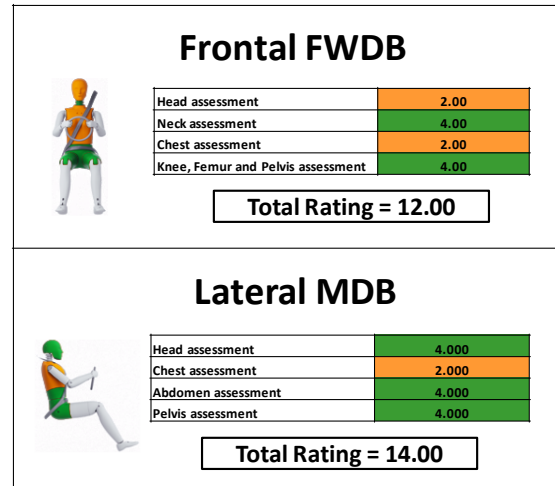 Frontal FWDB
Head assessment 2.00
Neck assessment 4.00
Chest assessment 2.00
Knee, Femur and Pelvis assessment 4.00
Total Rating = 12.00
Lateral MDB
Head assessment 4.000
Chest assessment 2.000
Abdomen assessment 4.000
Pelvis assessment 4.000
Total Rating = 14.00